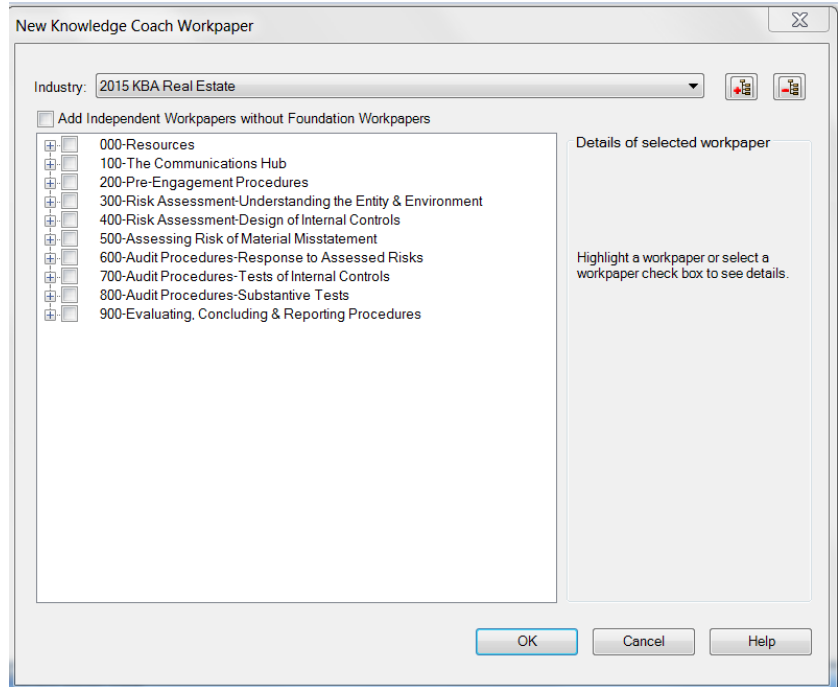 New Knowledge Coach Workpaper
Industry: 2015 KBA Real Estate
Add Independent Workpapers without Foundation Workpapers
000-Resources
100-The Communications Hub
200-Pre-Engagement Procedures
300-Risk Assessment-Understanding the Entity & Environment
400-Risk Assessment-Design of Internal Controls
500-Assessing Risk of Material Misstatement
600-Audit Procedures-Response to Assessed Risks
700-Audit Procedures-Tests of Internal Controls
800-Audit Procedures-Substantive Tests
900-Evaluating, Concluding & Reporting Procedures
Details of selected workpaper
Highlight a workpaper or select a
workpaper check box to see details.
OK Cancel Help